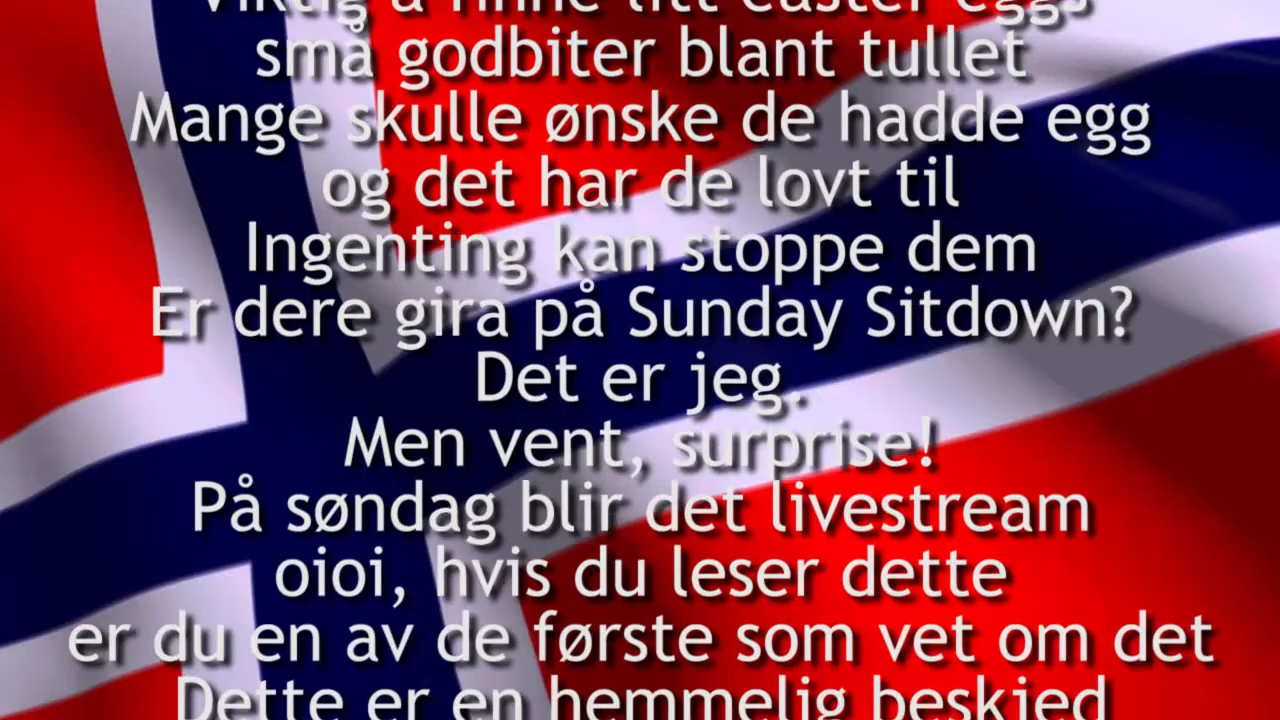 Viktig å finne litt easter eggs
små godbiter blant tullet
Mange skulle ønske de hadde egg
og det har de lovt til
Ingenting kan stoppe dem
Er dere gira på Sunday Sitdown?
Det er jeg.
Men vent, surprise!
På søndag blir det livestream
oioi, hvis du leser dette
er du en av de første som vet om det
Dette er en hemmelig beskjed